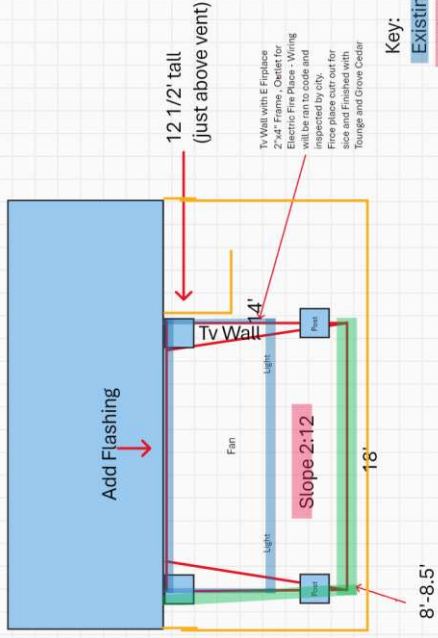 Add Flashing
12 1/2' tall
(just above vent)
Tv Wall with E Firplace
2"x4" Frame , Outlet for
Electric Fire Place - Wiring
will be ran to code and
inspected by city.
Firce place cutrr out for
sice and Finished with
Tounge and Grove Cedar
14'
Tv Wall
Light
Light
Fan
Post
Post
Slope 2:12
18'
8'-8.5'
Key:
Existin